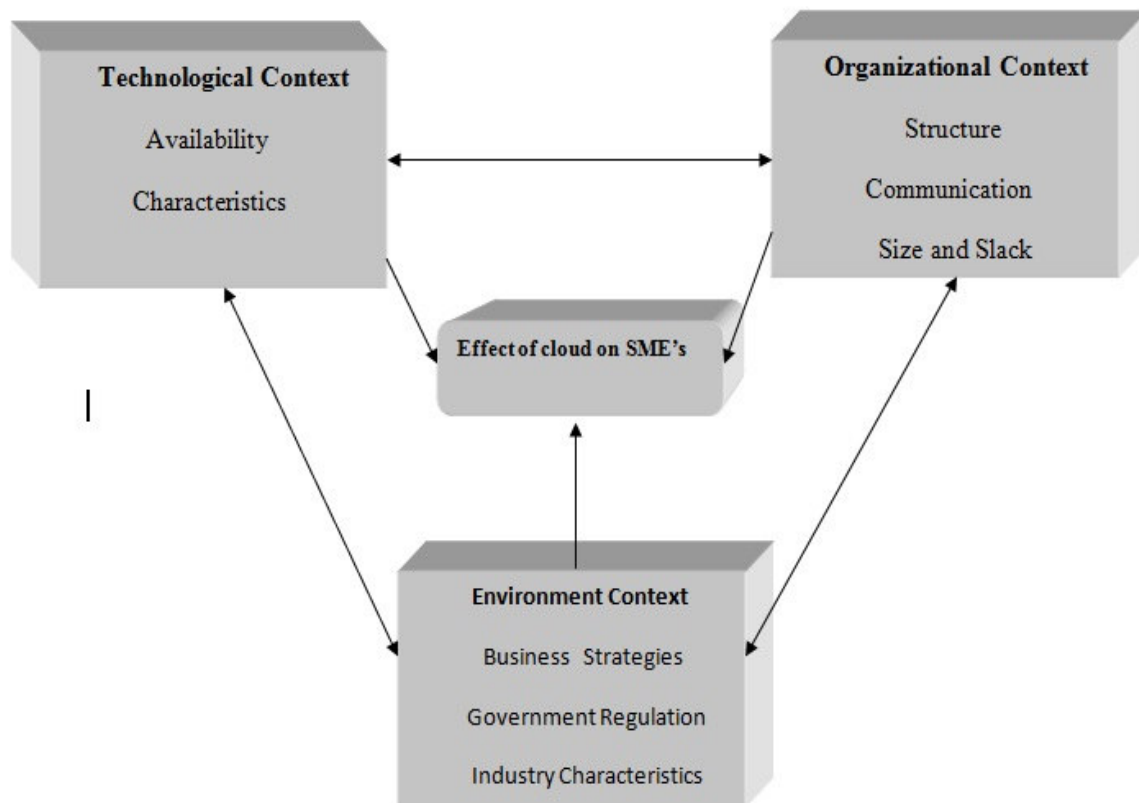 Technological Context
Availability
Characteristics
Organizational Context
Structure
Communication
Size and Slack
Effect of cloud on SME's
Environment Context
Business Strategies
Government Regulation
Industry Characteristics